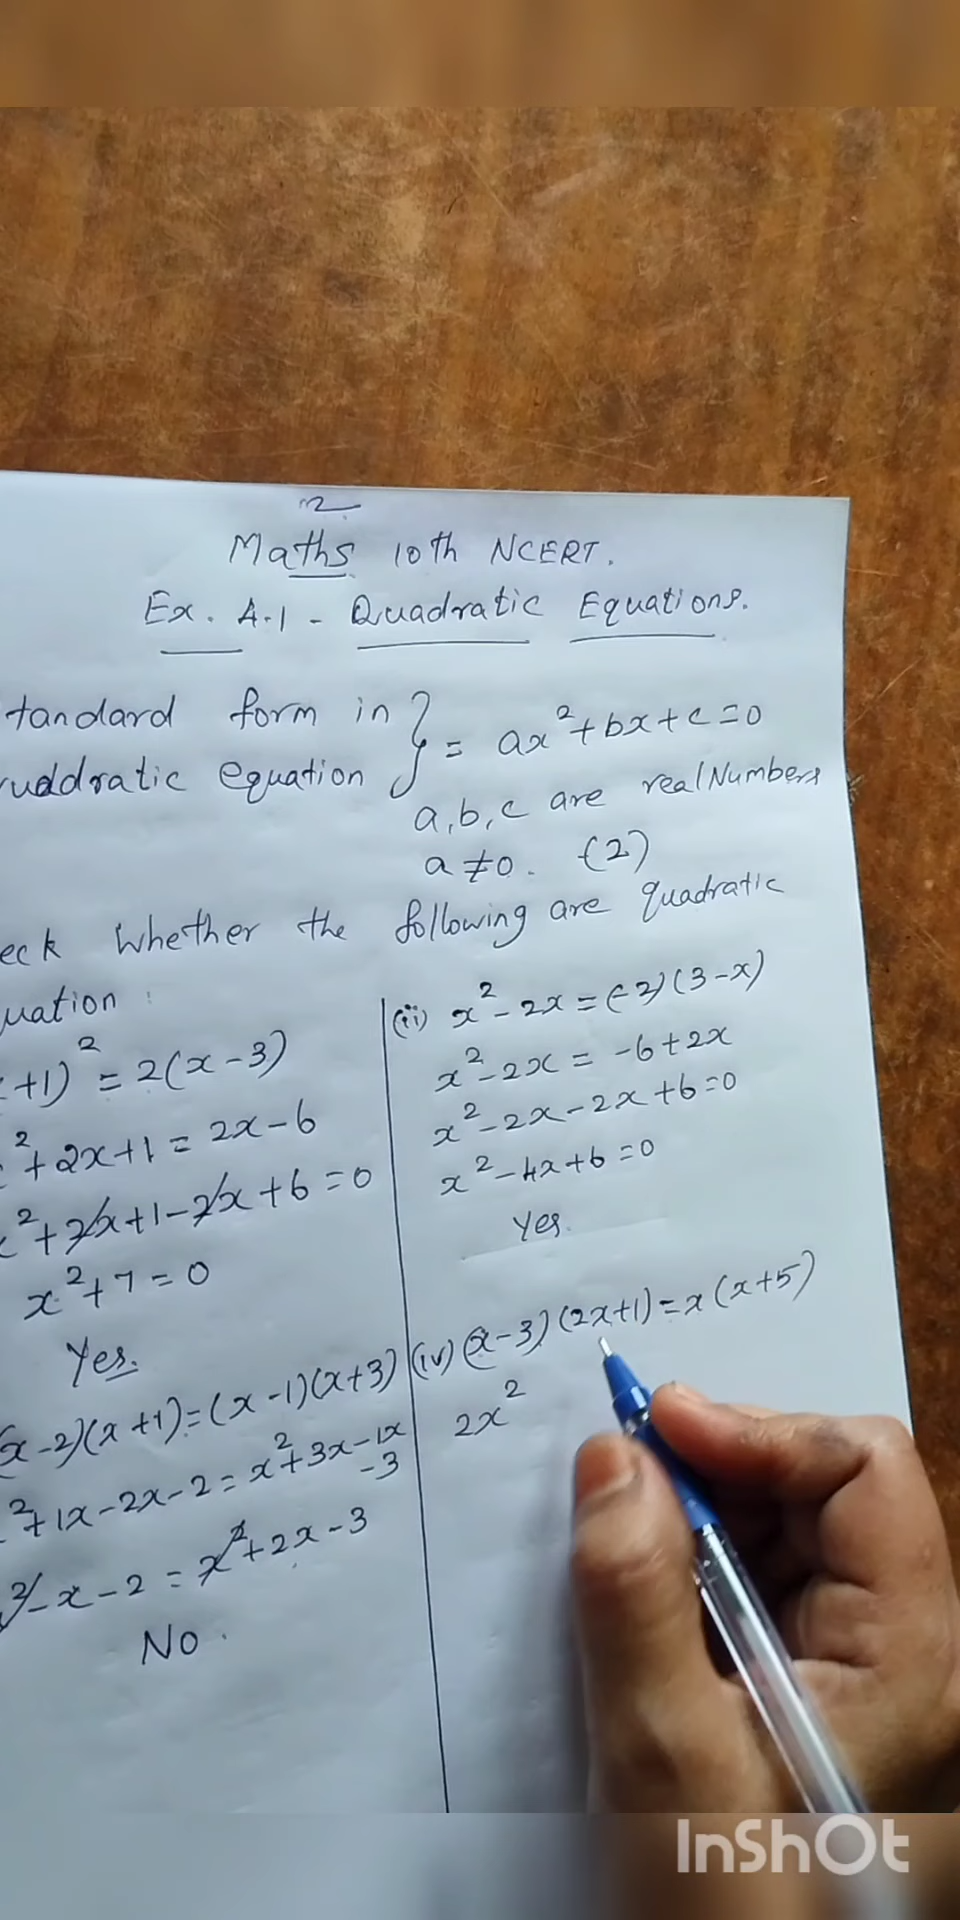 Maths 10th NCERT.
Ex. 4.1 - Quadratic Equations.
tandard form in } = ax²+bx+c=0
uddratic equation
a,b,c are realNumbers
a≠0. (2)
eck whether the following are quadratic
uation:
+1)² = 2(x-3)
²+2x+1 = 2x-6
²+2x+1-2x+6=0
x²+7=0
Yes.
x-2)(x+1)=(x-1)(x+3)
²+1x-2x-2=x²+3x-1x
-3
²-x-2=x²+2x-3
No.
(ii) x²-2x=(-2)(3-x)
x²-2x = -6+2x
x²-2x-2x+6=0
x²-4x+6=0
Yes.
(iv) (x-3)(2x+1)=x(x+5)
2x²
InShOt